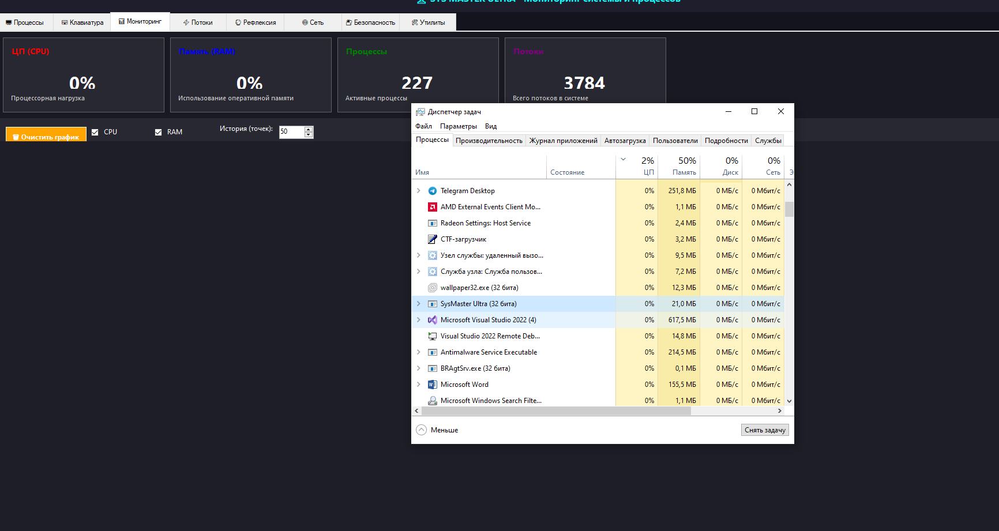 SYS MASTER ULTRA - Мониторинг системы и процессов
Процессы Клавиатура Мониторинг Потоки Рефлексия Сеть Безопасность Утилиты
ЦП (CPU) Память (RAM) Процессы Потоки
0% 0% 227 3784
Процессорная нагрузка Использование оперативной памяти Активные процессы Всего потоков в системе
Очистить график CPU RAM История (точек): 50
Диспетчер задач
Файл Параметры Вид
Процессы Производительность Журнал приложений Автозагрузка Пользователи Подробности Службы
2% 50% 0% 0%
Имя Состояние ЦП Память Диск Сеть Э
Telegram Desktop 0% 251,8 МБ 0 МБ/с 0 Мбит/с
AMD External Events Client Mo... 0% 1,1 МБ 0 МБ/с 0 Мбит/с
Radeon Settings: Host Service 0% 2,4 МБ 0 МБ/с 0 Мбит/с
CTF-загрузчик 0% 3,2 МБ 0 МБ/с 0 Мбит/с
Узел службы: удаленный вызо... 0% 9,5 МБ 0 МБ/с 0 Мбит/с
Служба узла: Служба пользов... 0% 7,2 МБ 0 МБ/с 0 Мбит/с
wallpaper32.exe (32 бита) 0% 12,3 МБ 0 МБ/с 0 Мбит/с
SysMaster Ultra (32 бита) 0% 21,0 МБ 0 МБ/с 0 Мбит/с
Microsoft Visual Studio 2022 (4) 0% 617,5 МБ 0 МБ/с 0 Мбит/с
Visual Studio 2022 Remote Deb... 0% 14,8 МБ 0 МБ/с 0 Мбит/с
Antimalware Service Executable 0% 214,5 МБ 0 МБ/с 0 Мбит/с
BRAgtSrv.exe (32 бита) 0% 0,1 МБ 0 МБ/с 0 Мбит/с
Microsoft Word 0% 155,5 МБ 0 МБ/с 0 Мбит/с
Microsoft Windows Search Filte... 0% 1,1 МБ 0 МБ/с 0 Мбит/с
Меньше Снять задачу